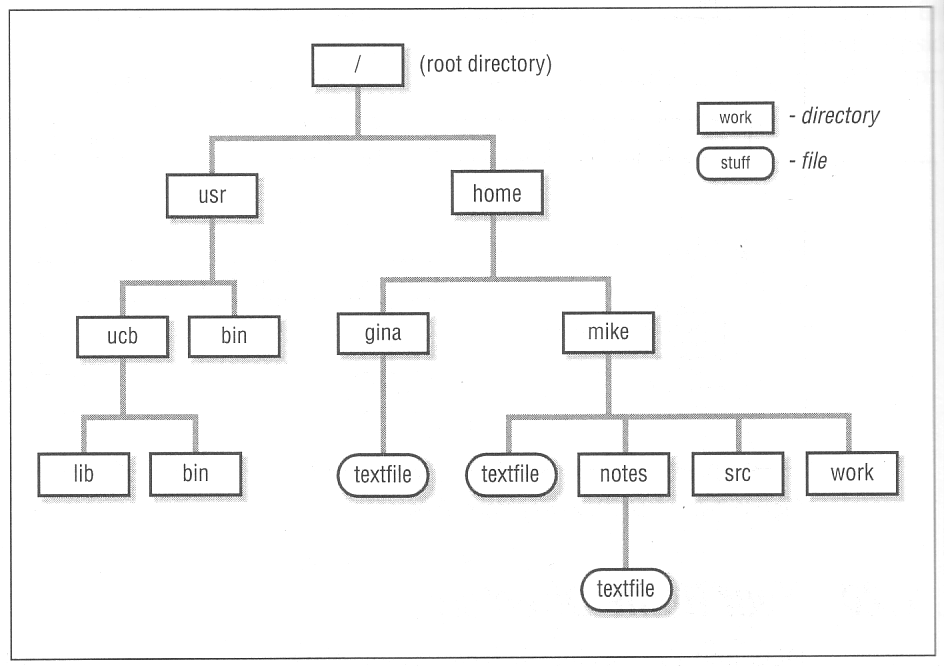 / (root directory)
work - directory
stuff - file
usr home
ucb bin gina mike
lib bin textfile textfile notes src work
textfile